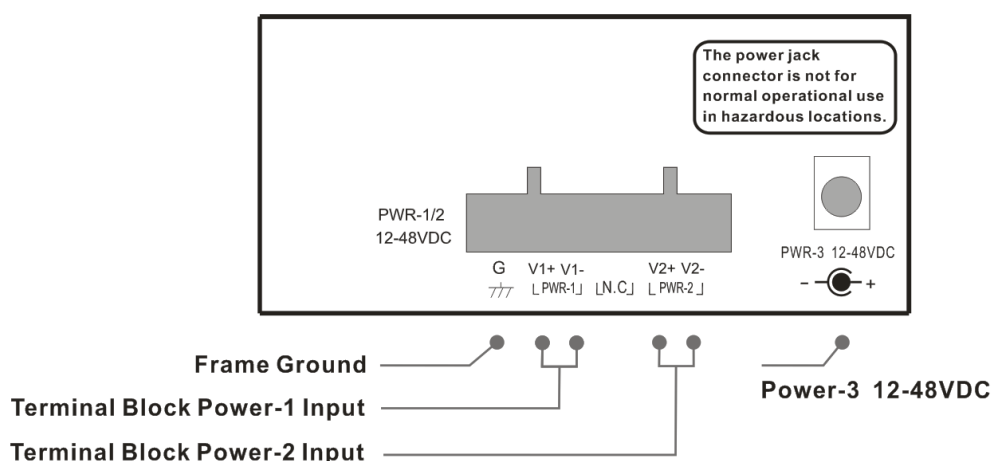 The power jack
connector is not for
normal operational use
in hazardous locations.
PWR-1/2
12-48VDC
PWR-3 12-48VDC
G V1+ V1- V2+ V2-
PWR-1 N.C PWR-2
- +
Frame Ground
Power-3 12-48VDC
Terminal Block Power-1 Input
Terminal Block Power-2 Input